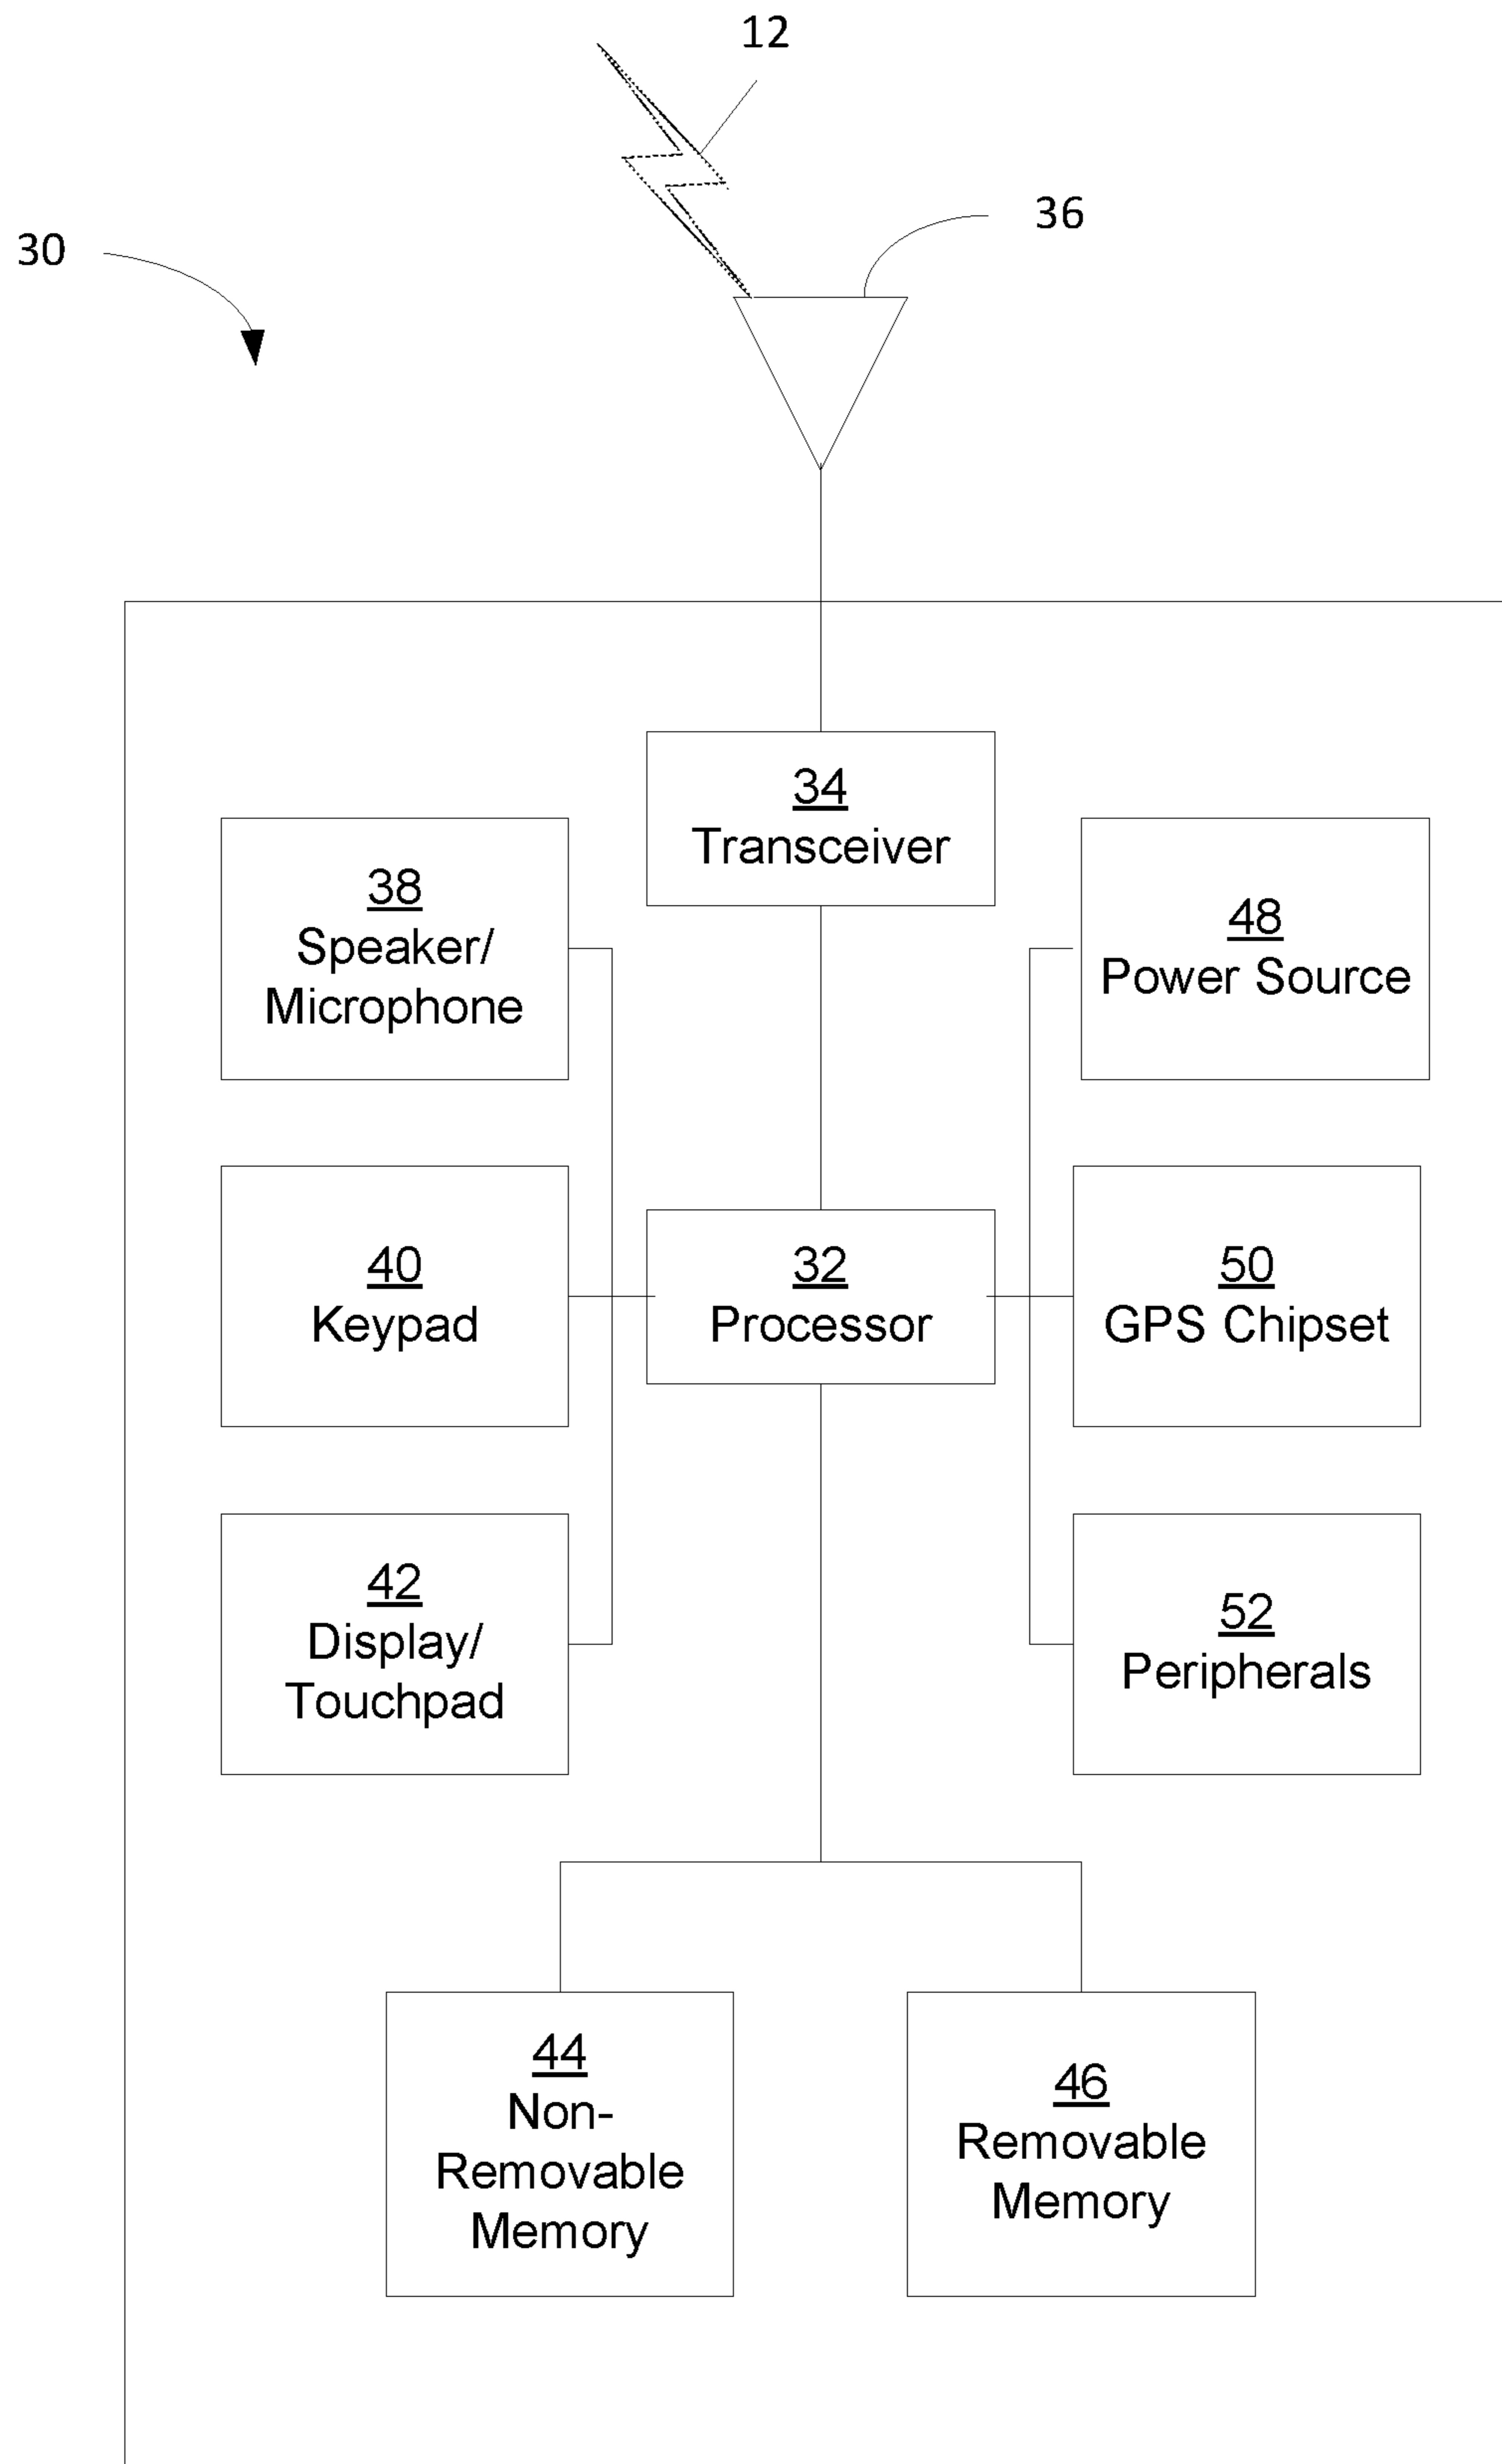 12
36
30
34
Transceiver
38
Speaker/
Microphone
48
Power Source
40
Keypad
32
Processor
50
GPS Chipset
42
Display/
Touchpad
52
Peripherals
44
Non-
Removable
Memory
46
Removable
Memory